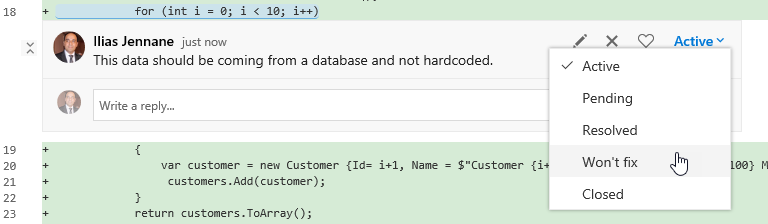 18 + for (int i = 0; i < 10; i++)
Ilias Jennane just now Active
This data should be coming from a database and not hardcoded.
Write a reply...
Active
Pending
Resolved
Won't fix
Closed
19 + {
20 + var customer = new Customer {Id= i+1, Name = $"Customer {i+ 100} M
21 + customers.Add(customer);
22 + }
23 + return customers.ToArray();